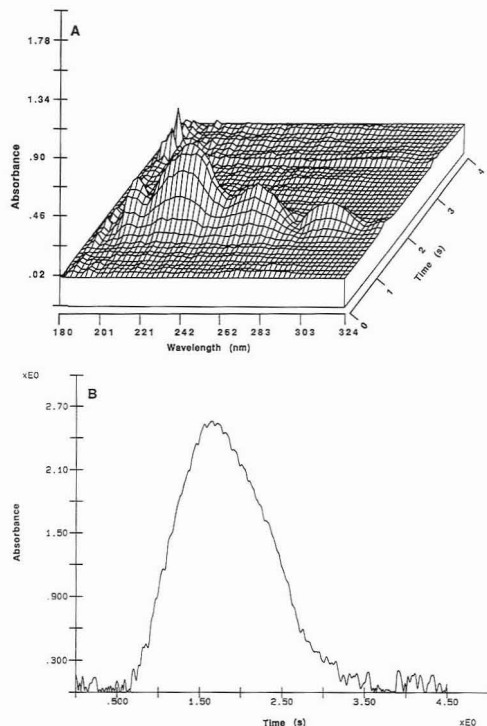 A
1.78
1.34
.90
.46
.02
Absorbance
180 201 221 242 262 283 303 324
Wavelength (nm)
0 1 2 3 4
Time (s)
xE0
B
2.70
2.10
1.50
.900
.300
Absorbance
.500 1.50 2.50 3.50 4.50
Time (s)
xE0